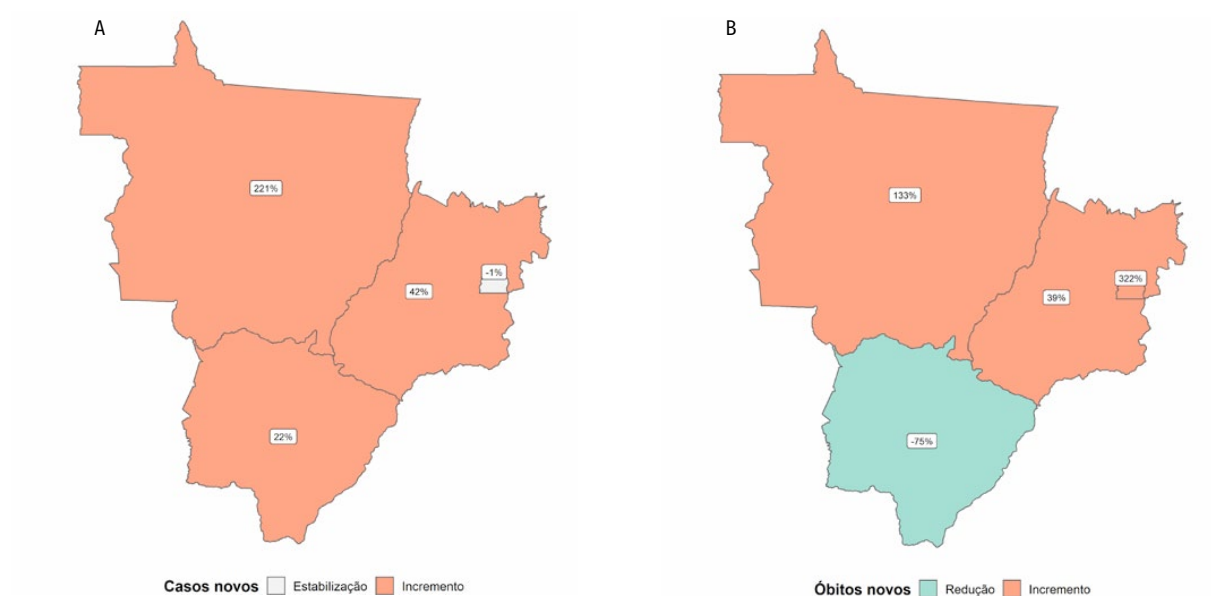 A
221%
-1%
42%
22%
Casos novos Estabilização Incremento
B
133%
322%
39%
-75%
Óbitos novos Redução Incremento